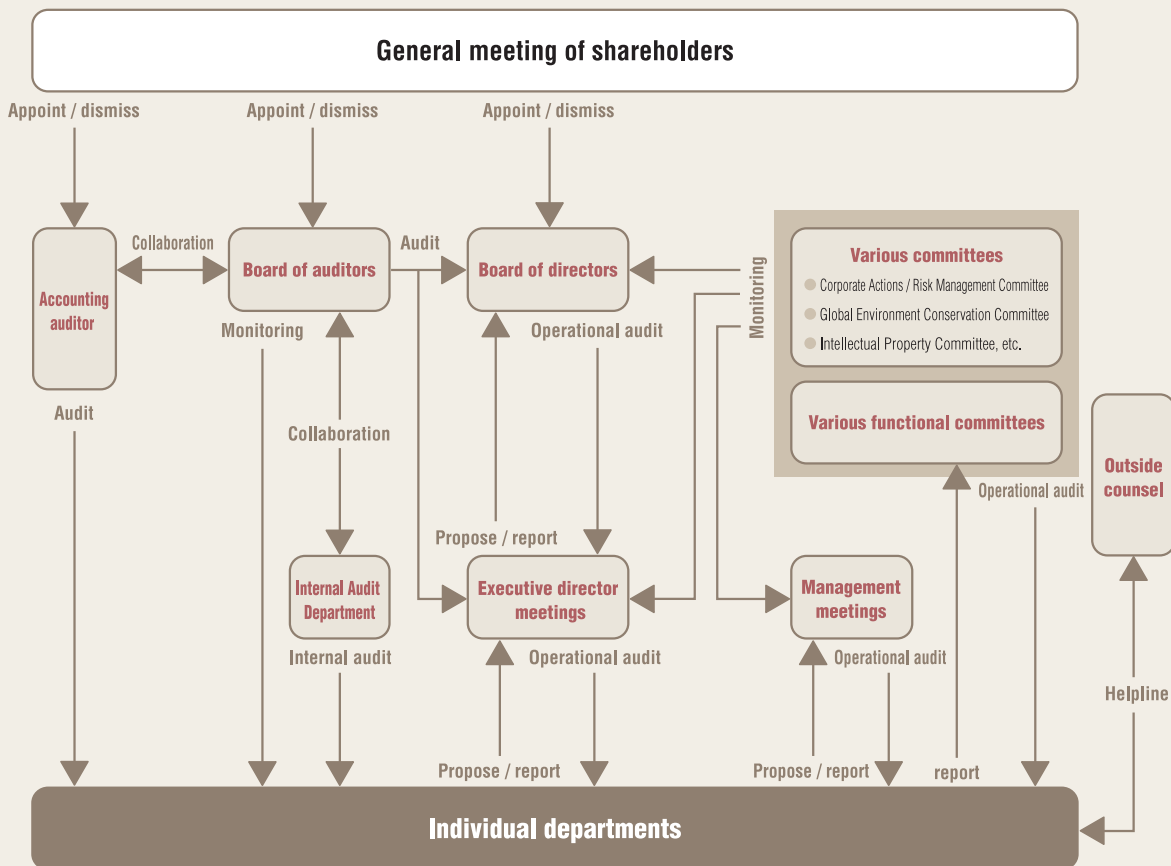 General meeting of shareholders
Appoint / dismiss
Appoint / dismiss
Appoint / dismiss
Accounting
auditor
Collaboration
Board of auditors
Audit
Board of directors
Monitoring
Various committees
Corporate Actions / Risk Management Committee
Global Environment Conservation Committee
Intellectual Property Committee, etc.
Various functional committees
Monitoring
Operational audit
Audit
Collaboration
Operational audit
Outside
counsel
Propose / report
Internal Audit
Department
Executive director
meetings
Management
meetings
Internal audit
Operational audit
Operational audit
Helpline
Propose / report
Propose / report
report
Individual departments